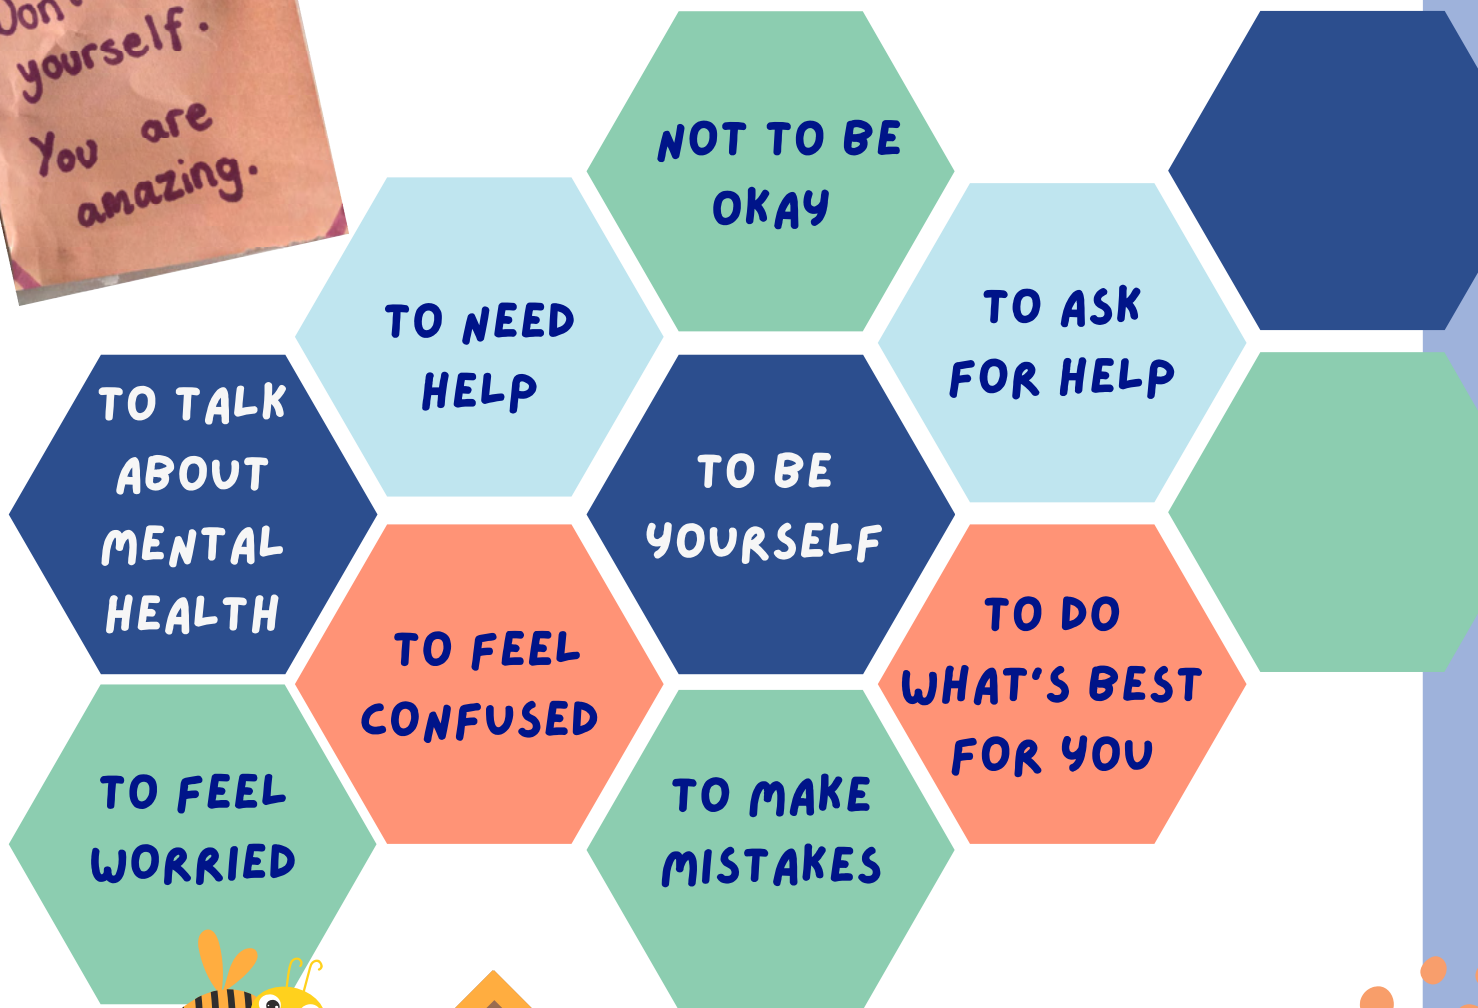 yourself.
You are
amazing.
NOT TO BE
OKAY
TO NEED
HELP
TO ASK
FOR HELP
TO TALK
ABOUT
MENTAL
HEALTH
TO BE
YOURSELF
TO FEEL
CONFUSED
TO DO
WHAT'S BEST
FOR YOU
TO FEEL
WORRIED
TO MAKE
MISTAKES